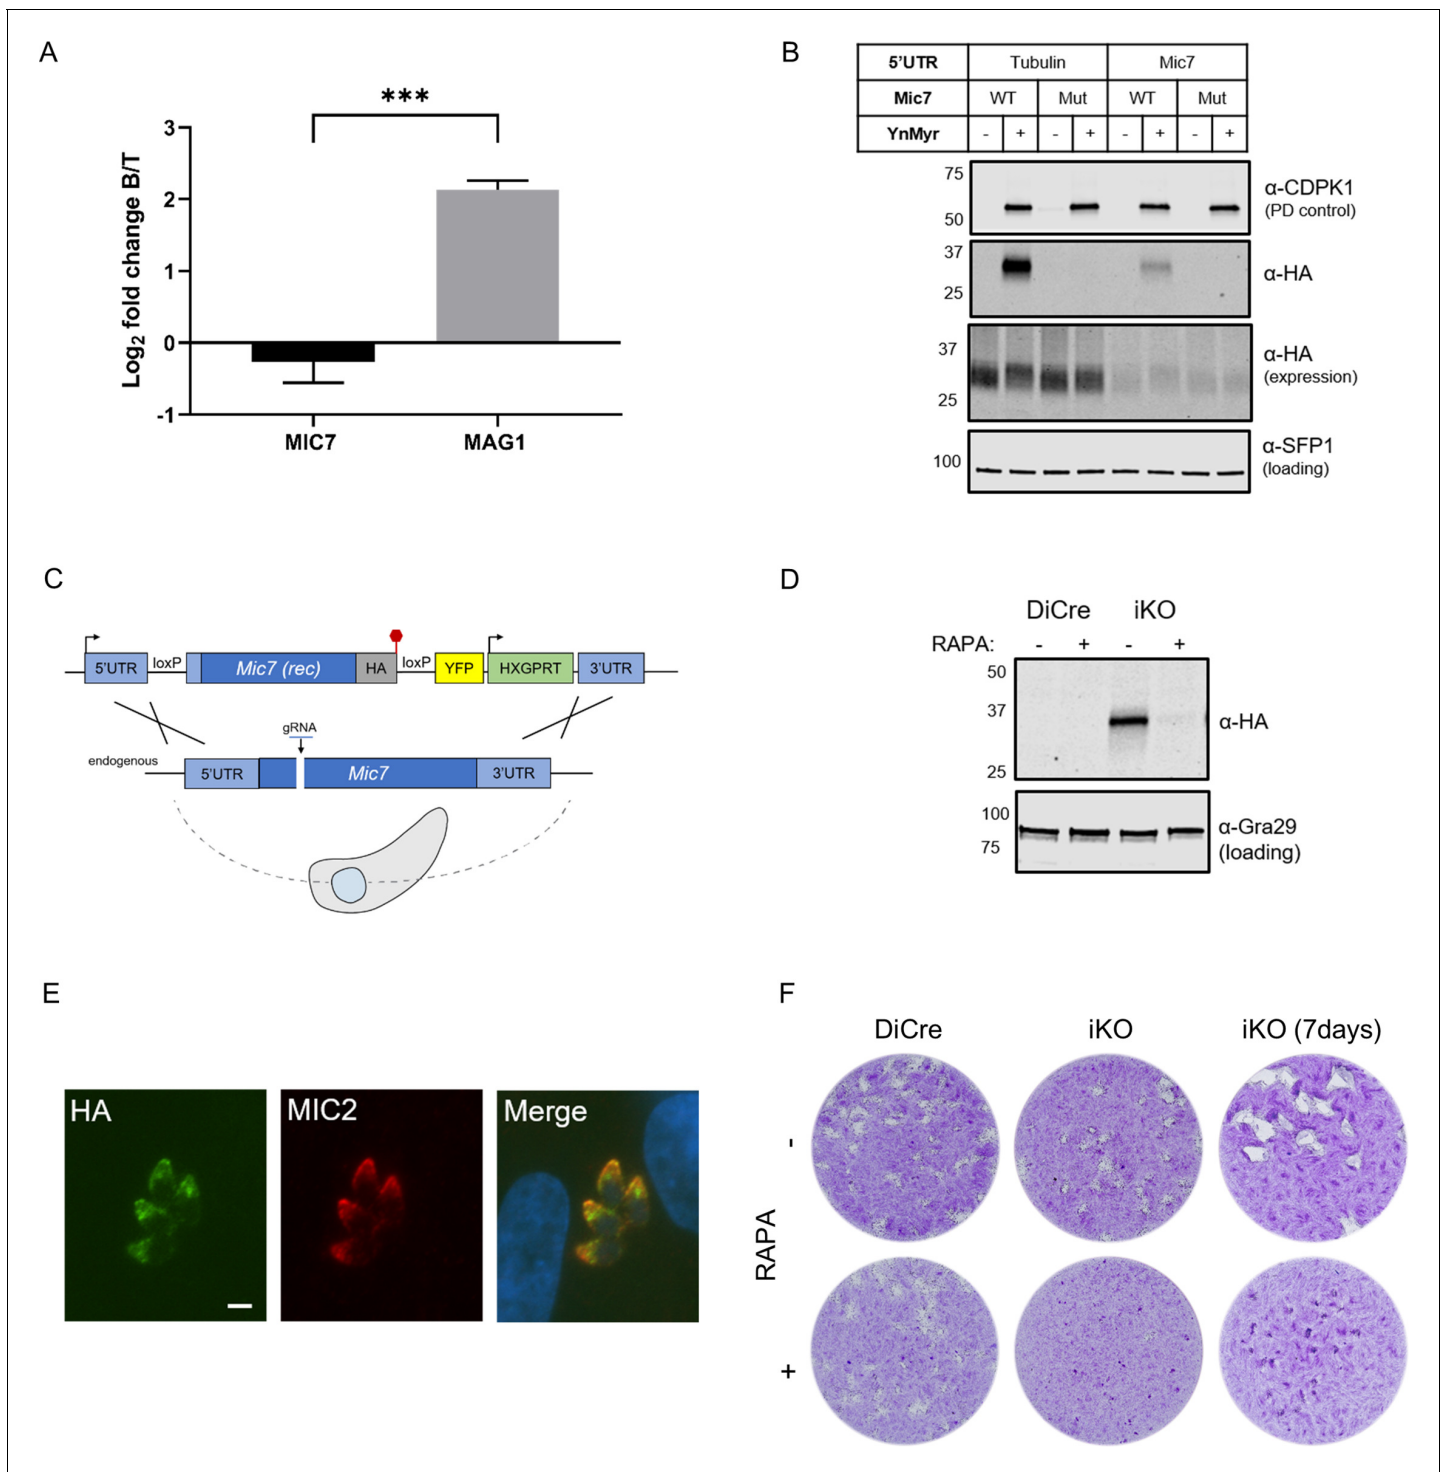 A
***
3
2
1
0
-1
Log2 fold change B/T
MIC7 MAG1
B
5'UTR Tubulin Mic7
Mic7 WT Mut WT Mut
YnMyr - + - + - + - +
75
50
α-CDPK1
(PD control)
37
25
α-HA
37
25
α-HA
(expression)
100
α-SFP1
(loading)
C
5'UTR loxP Mic7 (rec) HA loxP YFP HXGPRT 3'UTR
gRNA
endogenous
5'UTR Mic7 3'UTR
D
DiCre iKO
RAPA: - + - +
50
37
25
α-HA
100
75
α-Gra29
(loading)
E
HA MIC2 Merge
F
DiCre iKO iKO (7days)
-
RAPA
+